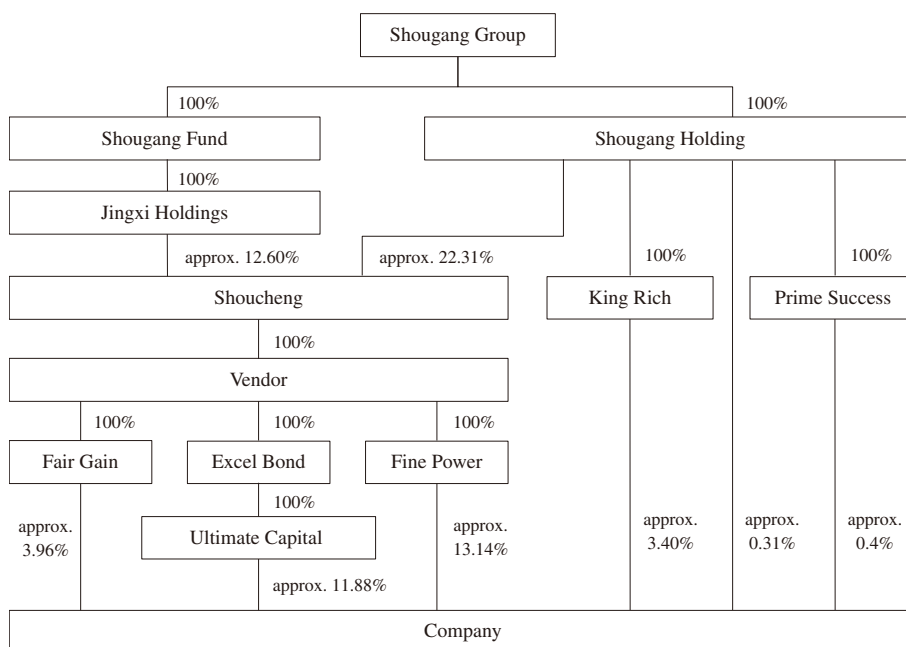 Shougang Group
100%
100%
Shougang Fund
Shougang Holding
100%
Jingxi Holdings
approx. 12.60%
approx. 22.31%
100%
100%
Shoucheng
King Rich
Prime Success
100%
Vendor
100%
100%
100%
Fair Gain
Excel Bond
Fine Power
100%
Ultimate Capital
approx.
3.96%
approx.
13.14%
approx.
3.40%
approx.
0.31%
approx.
0.4%
approx. 11.88%
Company